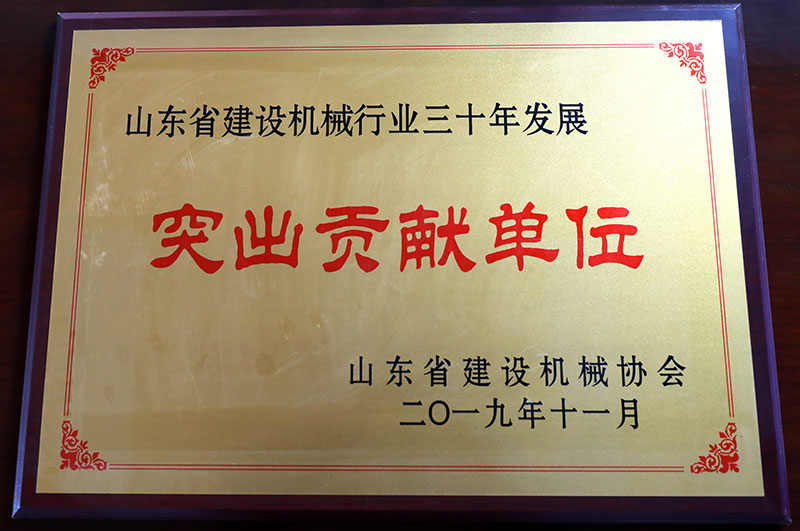 山东省建设机械行业三十年发展
突出贡献单位
山东省建设机械协会
二〇一九年十一月